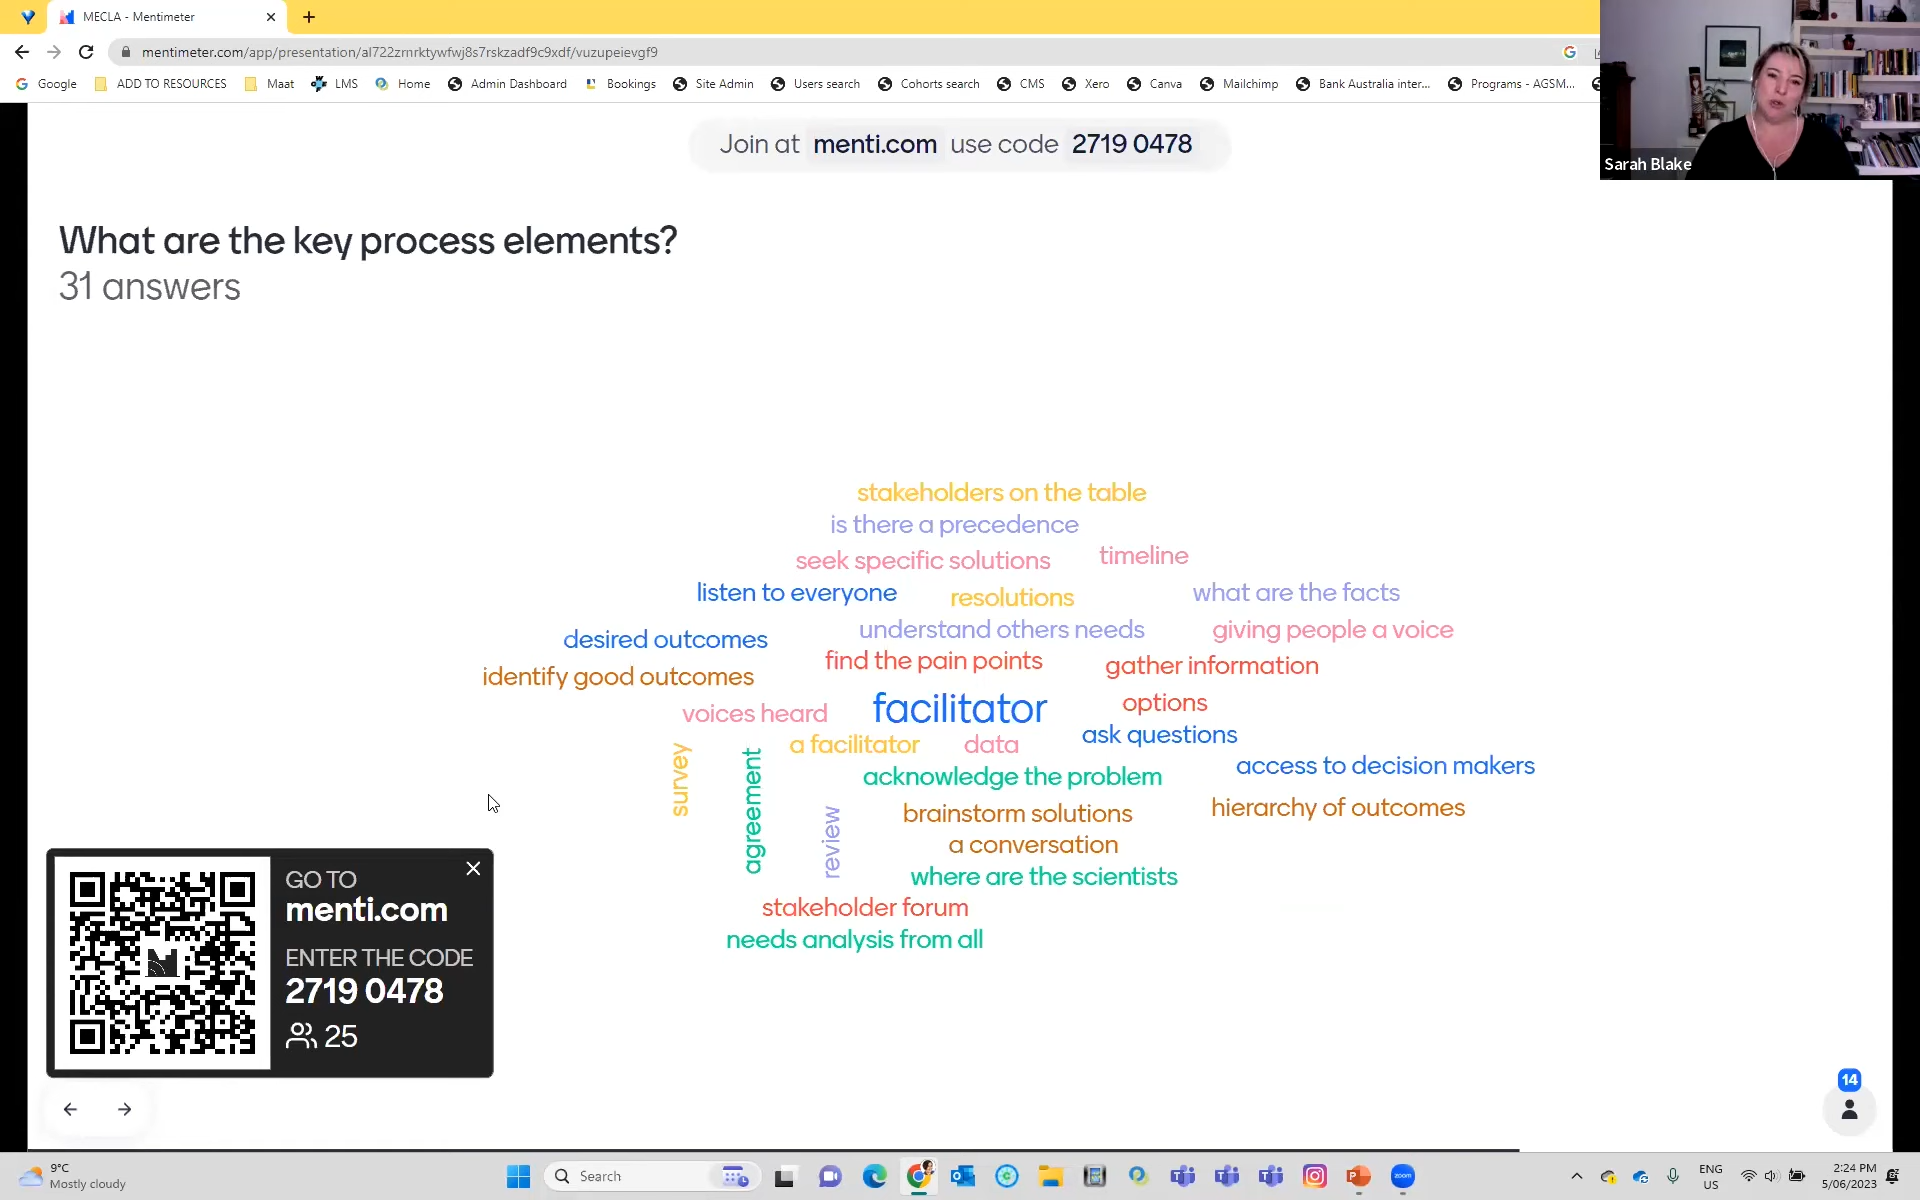 MECLA - Mentimeter
mentimeter.com/app/presentation/al722zrnrktywfwj8s7rskzadf9c9xdf/vuzupeievgf9
Google ADD TO RESOURCES Maat LMS Home Admin Dashboard Bookings Site Admin Users search Cohorts search CMS Xero Canva Mailchimp Bank Australia inter... Programs - AGSM...
Sarah Blake
Join at menti.com use code 2719 0478
What are the key process elements?
31 answers
stakeholders on the table
is there a precedence
seek specific solutions timeline
listen to everyone resolutions what are the facts
desired outcomes understand others needs giving people a voice
identify good outcomes find the pain points gather information
voices heard facilitator options
a facilitator data ask questions
survey agreement acknowledge the problem access to decision makers
review brainstorm solutions hierarchy of outcomes
a conversation
where are the scientists
stakeholder forum
needs analysis from all
GO TO
menti.com
ENTER THE CODE
2719 0478
25
14
9°C
Mostly cloudy
Search
zoom
ENG
US
2:24 PM
5/06/2023